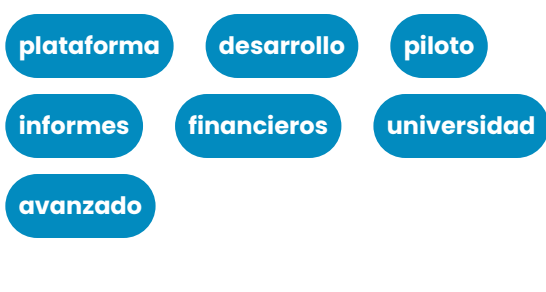 plataforma desarrollo piloto
informes financieros universidad
avanzado